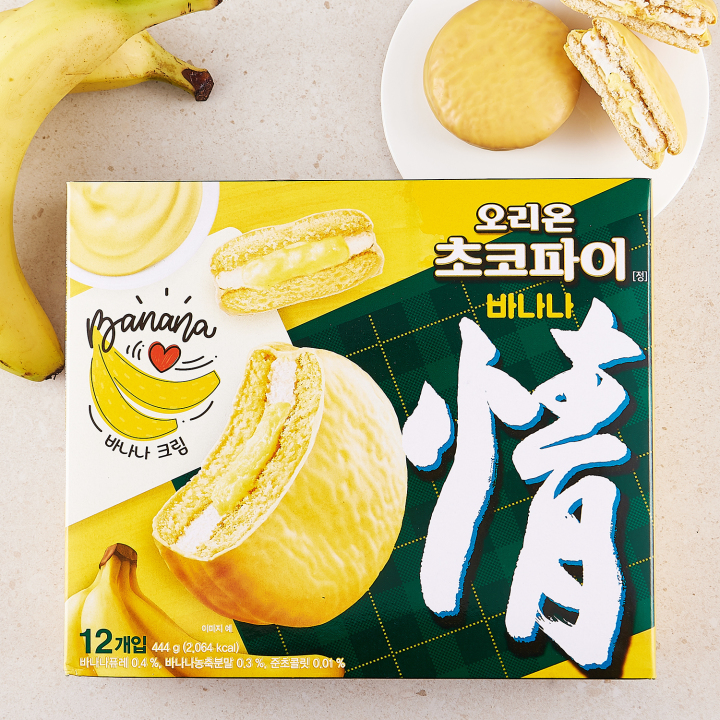 오리온
초코파이
[정]
바나나
情
Banana
바나나 크림
이미지 예
12개입 444 g (2,064 kcal)
바나나퓨레 0.4 %, 바나나농축분말 0.3 %, 준초콜릿 0.01 %